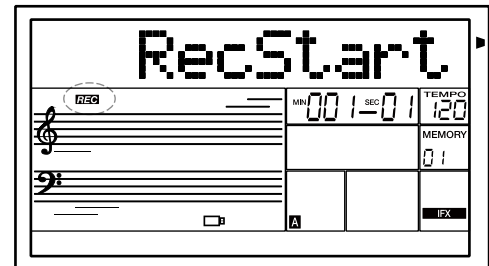 RecStart
REC
MIN 001-SEC-01
TEMPO
120
MEMORY
01
A
IFX